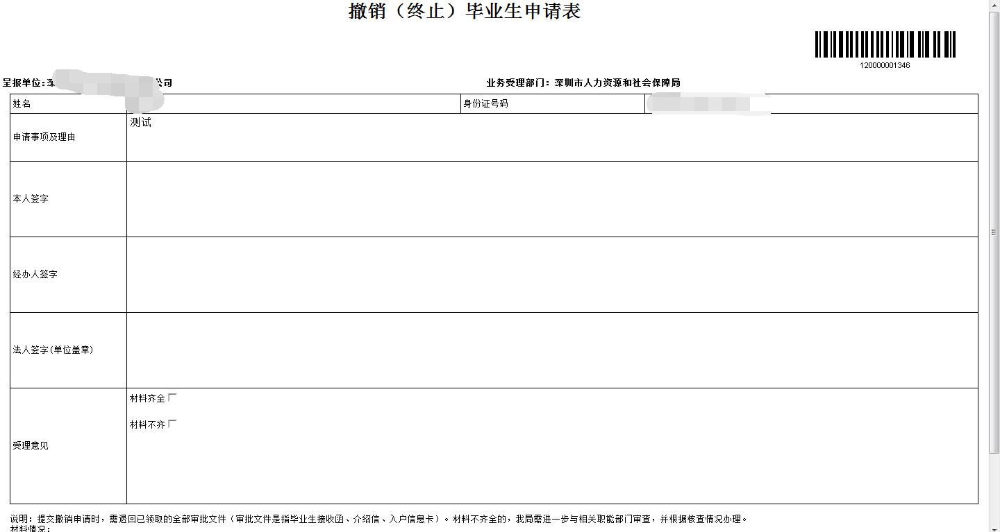 撤销（终止）毕业生申请表
120000001346
呈报单位:深 公司 业务受理部门：深圳市人力资源和社会保障局
姓名 身份证号码
申请事项及理由 测试
本人签字
经办人签字
法人签字(单位盖章)
材料齐全
材料不齐
受理意见
说明：提交撤销申请时，需退回已领取的全部审批文件（审批文件是指毕业生接收函、介绍信、入户信息卡）。材料不齐全的，我局需进一步与相关职能部门审查，并根据核查情况办理。
材料情况：